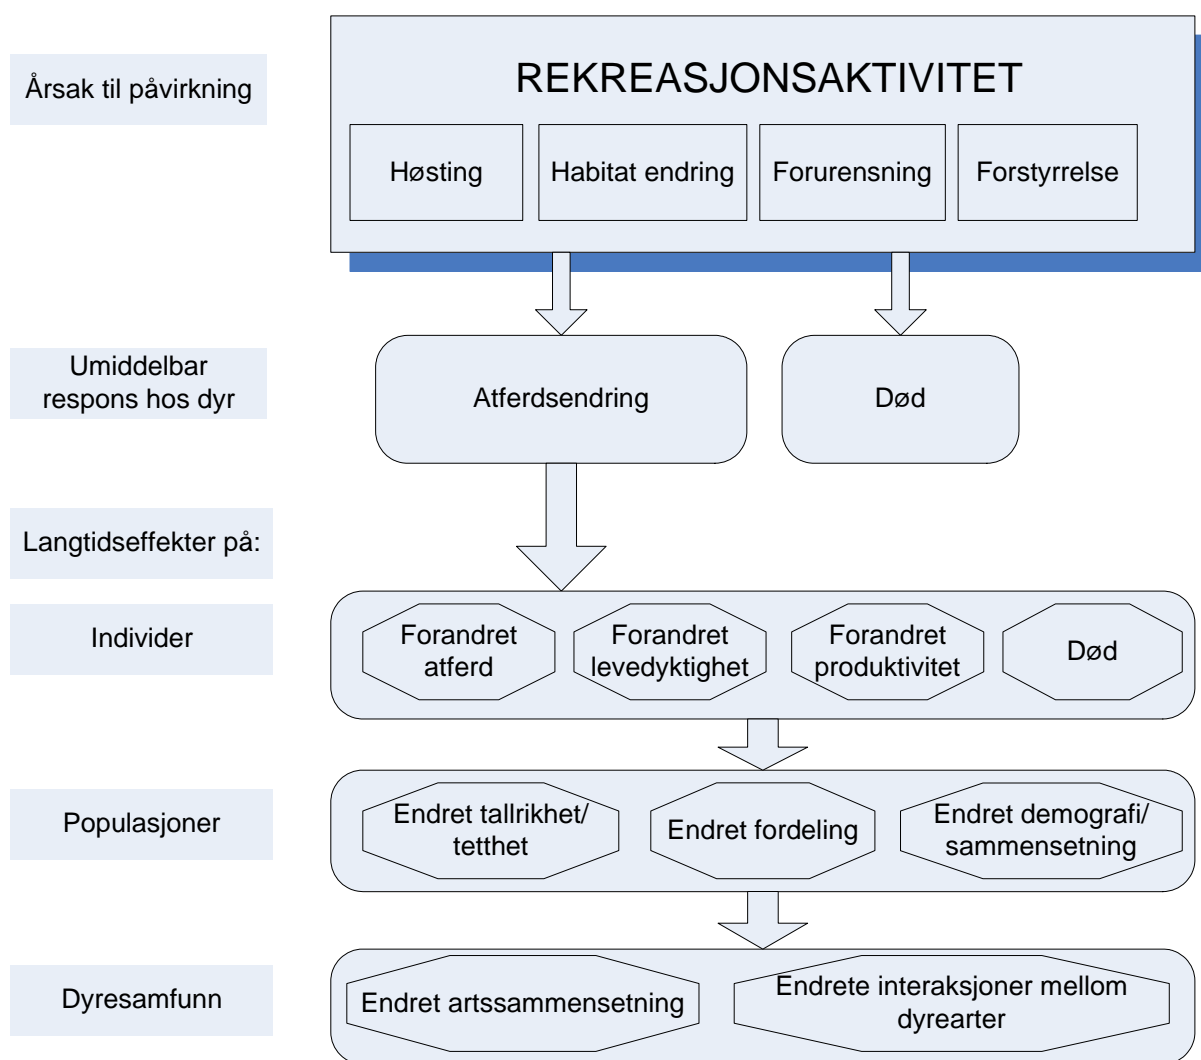 Årsak til påvirkning
REKREASJONSAKTIVITET
Høsting
Habitat endring
Forurensning
Forstyrrelse
Umiddelbar
respons hos dyr
Atferdsendring
Død
Langtidseffekter på:
Individer
Forandret
atferd
Forandret
levedyktighet
Forandret
produktivitet
Død
Populasjoner
Endret tallrikhet/
tetthet
Endret fordeling
Endret demografi/
sammensetning
Dyresamfunn
Endret artssammensetning
Endrete interaksjoner mellom
dyrearter